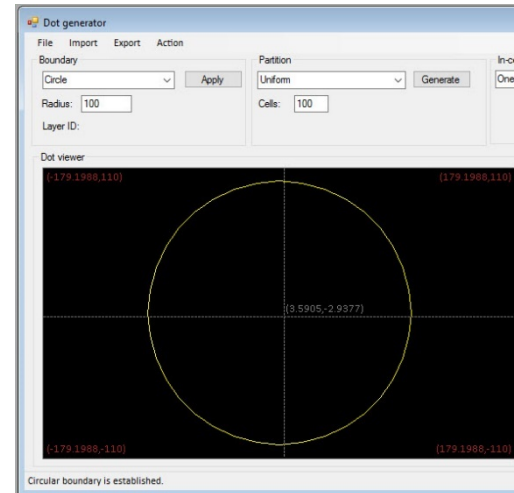 Dot generator
File Import Export Action
Boundary
Circle
Apply
Radius: 100
Layer ID:
Partition
Uniform
Generate
Cells: 100
One
Dot viewer
(-179.1988,110)
(179.1988,110)
(3.5905,-2.9377)
(-179.1988,-110)
(179.1988,-110)
Circular boundary is established.